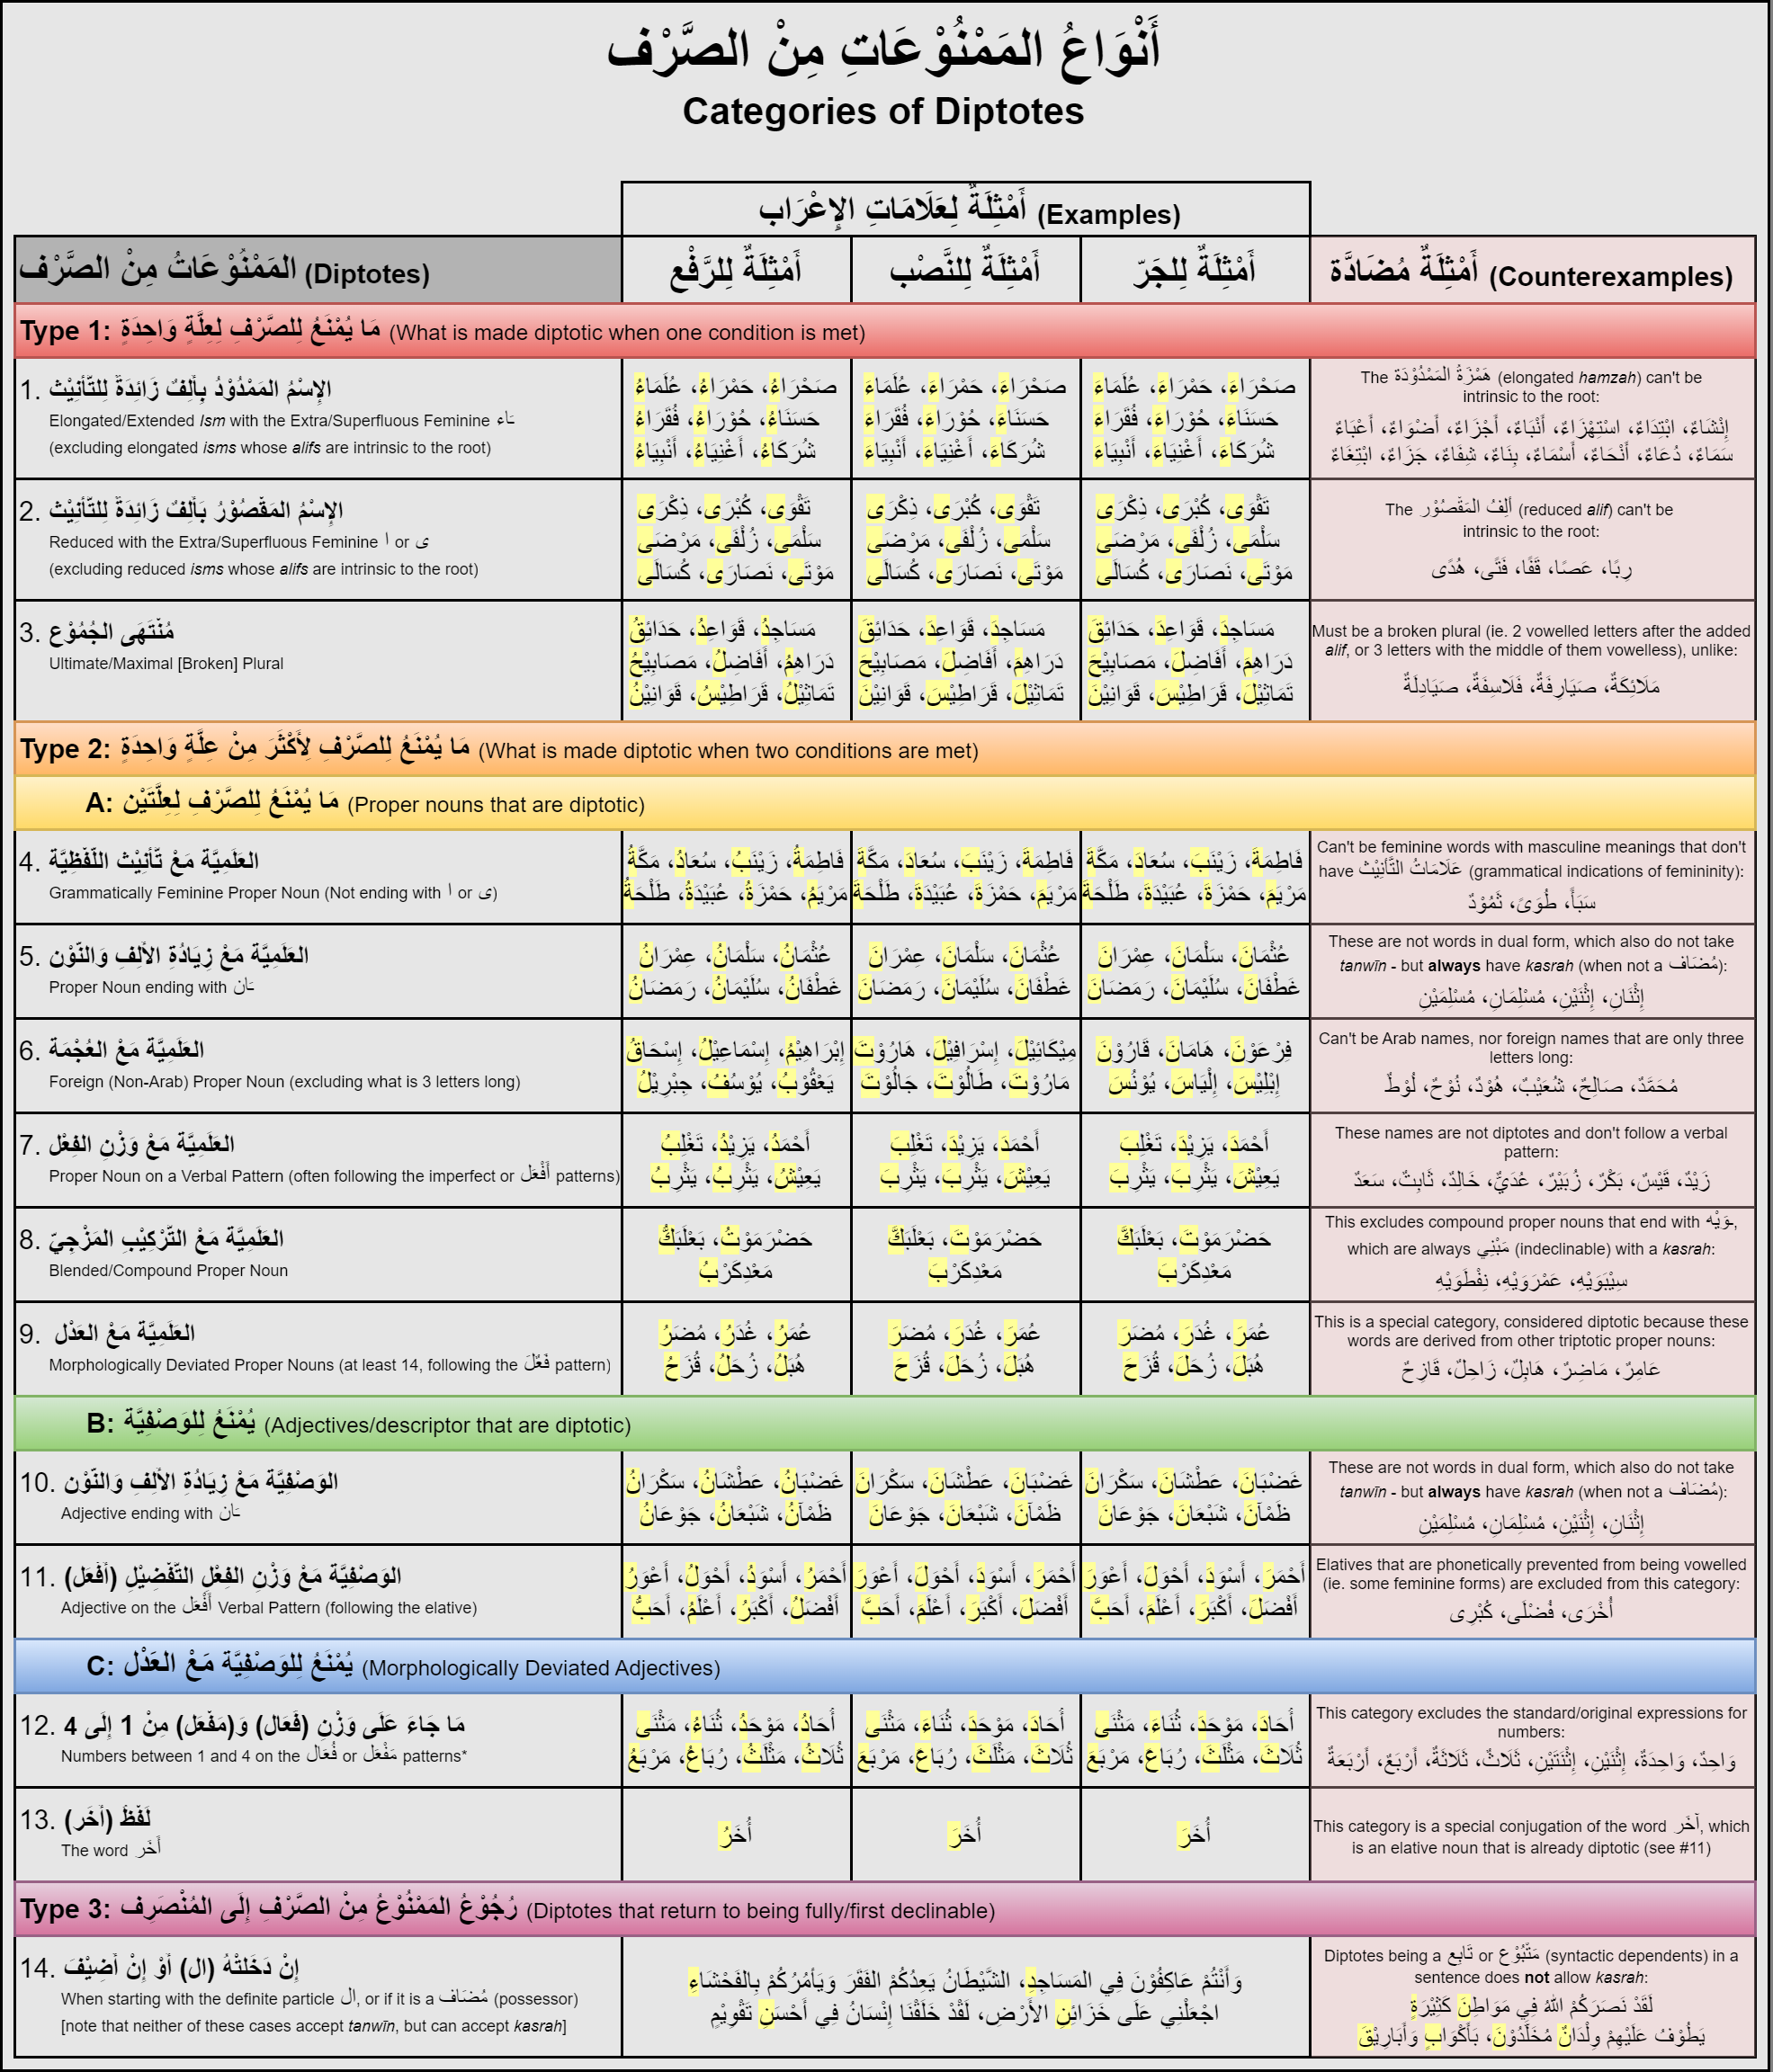 أَنْوَاعُ المَمْنُوْعَاتِ مِنْ الصَّرْف
Categories of Diptotes
أَمْثِلَةٌ لِعَلَامَاتِ الإِعْرَاب (Examples)
المَمْنُوْعَاتُ مِنْ الصَّرْف (Diptotes)
أَمْثِلَةٌ لِلرَّفْع
أَمْثِلَةٌ لِلنَّصْب
أَمْثِلَةٌ لِلجَرّ
أَمْثِلَةٌ مُضَادَّة (Counterexamples)
Type 1: مَا يُمْنَعُ لِلصَّرْفِ لِعِلَّةٍ وَاحِدَةٍ (What is made diptotic when one condition is met)
1. الإِسْمُ المَمْدُوْدُ بِأَلِفٌ زَائِدَةَ لِلتَّأنِيْث
Elongated/Extended Ism with the Extra/Superfluous Feminine ـَاء
(excluding elongated isms whose alifs are intrinsic to the root)
صَحْرَاءُ، حَمْرَاءُ، عُلَمَاءُ
حَسنَاءُ، حُوْرَاءُ، فُقَرَاءُ
شُرَكَاءُ، أَغْنِيَاءُ، أَنْبِيَاءُ
صَحْرَاءَ، حَمْرَاءَ، عُلَمَاءَ
حَسنَاءَ، حُوْرَاءَ، فُقَرَاءَ
شُرَكَاءَ، أَغْنِيَاءَ، أَنْبِيَاءَ
صَحْرَاءَ، حَمْرَاءَ، عُلَمَاءَ
حَسنَاءَ، حُوْرَاءَ، فُقَرَاءَ
شُرَكَاءَ، أَغْنِيَاءَ، أَنْبِيَاءَ
The هَمْزَةُ المَمْدُوْدَة (elongated hamzah) can't be
intrinsic to the root:
إِنْشَاءٌ، ابْتِدَاءٌ، اسْتِهْزَاءٌ، أَنْبَاءٌ، أَجْزَاءٌ، أَضْوَاءٌ، أَعْبَاءٌ
سَمَاءٌ، دُعَاءٌ، أَنْحَاءٌ، أَسْمَاءٌ، بِنَاءٌ، شِفَاءٌ، جَزَاءٌ، ابْتِغَاءٌ
2. الإِسْمُ المَقْصُوْرُ بَألِفٌ زَائِدَةَ لِلتَّأنِيْث
Reduced with the Extra/Superfluous Feminine ا or ى
(excluding reduced isms whose alifs are intrinsic to the root)
تَقْوَى، كُبْرَى، ذِكْرَى
سَلْمَى، زُلْفَى، مَرْضَى
مَوْتَى، نَصَارَى، كُسَالَى
تَقْوَى، كُبْرَى، ذِكْرَى
سَلْمَى، زُلْفَى، مَرْضَى
مَوْتَى، نَصَارَى، كُسَالَى
تَقْوَى، كُبْرَى، ذِكْرَى
سَلْمَى، زُلْفَى، مَرْضَى
مَوْتَى، نَصَارَى، كُسَالَى
The أَلِفُ المَقْصُوْر (reduced alif) can't be
intrinsic to the root:
رِبًا، عَصًا، قَفًا، فَتًى، هُدًى
3. مُنْتَهَى الجُمُوْع
Ultimate/Maximal [Broken] Plural
مَسَاجِدُ، قَوَاعِدُ، حَدَائِقُ
دَرَاهِمُ، أَفَاضِلُ، مَصَابِيْحُ
تَمَاثِيْلُ، قَرَاطِيْسُ، قَوَانِيْنُ
مَسَاجِدَ، قَوَاعِدَ، حَدَائِقَ
دَرَاهِمَ، أَفَاضِلَ، مَصَابِيْحَ
تَمَاثِيْلَ، قَرَاطِيْسَ، قَوَانِيْنَ
مَسَاجِدَ، قَوَاعِدَ، حَدَائِقَ
دَرَاهِمَ، أَفَاضِلَ، مَصَابِيْحَ
تَمَاثِيْلَ، قَرَاطِيْسَ، قَوَانِيْنَ
Must be a broken plural (ie. 2 vowelled letters after the added
alif, or 3 letters with the middle of them vowelless), unlike:
مَلَائِكَةٌ، صَيَارِفَةٌ، فَلَاسِفَةٌ، صَيَادِلَةٌ
Type 2: مَا يُمْنَعُ لِلصَّرْفِ لِأَكْثَرَ مِنْ عِلَّةٍ وَاحِدَةٍ (What is made diptotic when two conditions are met)
A: مَا يُمْنَعُ لِلصَّرْفِ لِعِلَّتَيْن (Proper nouns that are diptotic)
4. العَلَمِيَّة مَعْ تَأنِيْث اللَّفْظِيَّة
Grammatically Feminine Proper Noun (Not ending with ا or ى)
فَاطِمَةُ، زَيْنَبُ، سُعَادُ، مَكَّةُ
مَرْيَمُ، حَمْزَةُ، عُبَيْدَةُ، طَلْحَةُ
فَاطِمَةَ، زَيْنَبَ، سُعَادَ، مَكَّةَ
مَرْيَمَ، حَمْزَةَ، عُبَيْدَةَ، طَلْحَةَ
فَاطِمَةَ، زَيْنَبَ، سُعَادَ، مَكَّةَ
مَرْيَمَ، حَمْزَةَ، عُبَيْدَةَ، طَلْحَةَ
Can't be feminine words with masculine meanings that don't
have عَلَامَاتُ التَّأنِيْث (grammatical indications of femininity):
سَبَأَ، طُوَىً، ثَمُوْدٌ
5. العَلَمِيَّة مَعْ زِيَادُةِ الألِفِ وَالنُّوْن
Proper Noun ending with ـَان
عُثْمَانُ، سَلْمَانُ، عِمْرَانُ
غَطْفَانُ، سُلَيْمَانُ، رَمَضَانُ
عُثْمَانَ، سَلْمَانَ، عِمْرَانَ
غَطْفَانَ، سُلَيْمَانَ، رَمَضَانَ
عُثْمَانَ، سَلْمَانَ، عِمْرَانَ
غَطْفَانَ، سُلَيْمَانَ، رَمَضَانَ
These are not words in dual form, which also do not take
tanwīn - but always have kasrah (when not a مُضَاف):
إِثْنَانِ، إِثْنَيْنِ، مُسْلِمَانِ، مُسْلِمَيْنِ
6. العَلَمِيَّة مَعْ العُجْمَة
Foreign (Non-Arab) Proper Noun (excluding what is 3 letters long)
إِبْرَاهِيْمُ، إِسْمَاعِيْلُ، إِسْحَاقُ
يَعْقُوْبُ، يُوْسُفُ، جِبْرِيْلُ
مِيْكَائِيْلَ، إِسْرَافِيْلَ، هَارُوْتَ
مَارُوْتَ، طَالُوْتَ، جَالُوْتَ
فِرْعَوْنَ، هَامَانَ، قَارُوْنَ
إِبْلِيْسَ، إِلْيَاسَ، يُوْنُسَ
Can't be Arab names, nor foreign names that are only three
letters long:
مُحَمَّدٌ، صَالِحٌ، شُعَيْبٌ، هُوْدٌ، نُوْحٌ، لُوْطٌ
7. العَلَمِيَّة مَعْ وَزْنِ الفِعْل
Proper Noun on a Verbal Pattern (often following the imperfect or أَفْعَل patterns)
أَحْمَدُ، يَزِيْدُ، تَغْلِبُ
يَعِيْشُ، يَثْرِبُ، يَثْرِبُ
أَحْمَدَ، يَزِيْدَ، تَغْلِبَ
يَعِيْشَ، يَثْرِبَ، يَثْرِبَ
أَحْمَدَ، يَزِيْدَ، تَغْلِبَ
يَعِيْشَ، يَثْرِبَ، يَثْرِبَ
These names are not diptotes and don't follow a verbal
pattern:
زَيْدٌ، قَيْسٌ، بَكْرٌ، زُبَيْرٌ، عُدَيٌّ، خَالِدٌ، ثَابِتٌ، سَعَدٌ
8. العَلَمِيَّة مَعْ التَّرْكِيْبِ المَزْجِيّ
Blended/Compound Proper Noun
حَضْرَمَوْتُ، بَعْلَبَكُّ
مَعْدِكَرْبُ
حَضْرَمَوْتَ، بَعْلَبَكَّ
مَعْدِكَرْبَ
حَضْرَمَوْتَ، بَعْلَبَكَّ
مَعْدِكَرْبَ
This excludes compound proper nouns that end with ـوَيْه,
which are always مَبْنِي (indeclinable) with a kasrah:
سِيْبَوَيْهِ، عَمْرَوَيْهِ، نِفْطَوَيْهِ
9. العَلَمِيَّة مَعْ العَدْل
Morphologically Deviated Proper Nouns (at least 14, following the فَعُلَ pattern)
عُمَرُ، غُدَرُ، مُضَرُ
هُبَلُ، زُحَلُ، قُزَحُ
عُمَرَ، غُدَرَ، مُضَرَ
هُبَلَ، زُحَلَ، قُزَحَ
عُمَرَ، غُدَرَ، مُضَرَ
هُبَلَ، زُحَلَ، قُزَحَ
This is a special category, considered diptotic because these
words are derived from other triptotic proper nouns:
عَامِرٌ، مَاضِرٌ، هَابِلٌ، زَاحِلٌ، قَازِحٌ
B: يُمْنَعُ لِلوَصْفِيَّة (Adjectives/descriptor that are diptotic)
10. الوَصْفِيَّة مَعْ زِيَادُةِ الألِفِ وَالنُّوْن
Adjective ending with ـَان
غَضْبَانُ، عَطْشَانُ، سَكْرَانُ
ظَمْآنُ، شَبْعَانُ، جَوْعَانُ
غَضْبَانَ، عَطْشَانَ، سَكْرَانَ
ظَمْآنَ، شَبْعَانَ، جَوْعَانَ
غَضْبَانَ، عَطْشَانَ، سَكْرَانَ
ظَمْآنَ، شَبْعَانَ، جَوْعَانَ
These are not words in dual form, which also do not take
tanwīn - but always have kasrah (when not a مُضَاف):
إِثْنَانِ، إِثْنَيْنِ، مُسْلِمَانِ، مُسْلِمَيْنِ
11. الوَصْفِيَّة مَعْ وَزْنِ الفِعْلِ التَّفْضِيْلِ (أفْعَل)
Adjective on the أَفْعَل Verbal Pattern (following the elative)
أَحْمَرُ، أَسْوَدُ، أَحْوَلُ، أَعْوَرُ
أَفْضَلُ، أَكْبَرُ، أَعْلَمُ، أَحَبُّ
أَحْمَرَ، أَسْوَدَ، أَحْوَلَ، أَعْوَرَ
أَفْضَلَ، أَكْبَرَ، أَعْلَمَ، أَحَبَّ
أَحْمَرَ، أَسْوَدَ، أَحْوَلَ، أَعْوَرَ
أَفْضَلَ، أَكْبَرَ، أَعْلَمَ، أَحَبَّ
Elatives that are phonetically prevented from being vowelled
(ie. some feminine forms) are excluded from this category:
أُخْرَى، فُضْلَى، كُبْرِى
C: يُمْنَعُ لِلوَصْفِيَّة مَعْ العَدْل (Morphologically Deviated Adjectives)
12. مَا جَاءَ عَلَى وَزْنِ (فَعَال) وَ(مَفْعَل) مِنْ 1 إِلَى 4
Numbers between 1 and 4 on the فُعَال or مَفْعَل patterns*
أُحَادُ، مَوْحَدُ، ثُنَاءُ، مَثْنَى
ثُلَاثُ، مَثْلَثُ، رُبَاعُ، مَرْبَعُ
أُحَادَ، مَوْحَدَ، ثُنَاءَ، مَثْنَى
ثُلَاثَ، مَثْلَثَ، رُبَاعَ، مَرْبَعَ
أُحَادَ، مَوْحَدَ، ثُنَاءَ، مَثْنَى
ثُلَاثَ، مَثْلَثَ، رُبَاعَ، مَرْبَعَ
This category excludes the standard/original expressions for
numbers:
وَاحِدٌ، وَاحِدَةٌ، إِثْنَيْنِ، إِثْنَتَيْنِ، ثَلَاثٌ، ثَلَاثَةٌ، أَرْبَعٌ، أَرْبَعَةٌ
13. لَفْظُ (أُخَر)
The word أُخَر
أُخَرُ
أُخَرَ
أُخَرَ
This category is a special conjugation of the word آخَر, which
is an elative noun that is already diptotic (see #11)
Type 3: رُجُوْعُ المَمْنُوْعُ مِنْ الصَّرْفِ إِلَى المُنْصَرِف (Diptotes that return to being fully/first declinable)
14. إِنْ دَخَلتْهُ (ال) أَوْ إِنْ أُضِيْفَ
When starting with the definite particle ال, or if it is a مُضَاف (possessor)
[note that neither of these cases accept tanwīn, but can accept kasrah]
وَأَنْتُمْ عَاكِفُوْنَ فِي المَسَاجِدِ، الشَّيْطَانُ يَعِدُكُمْ الفَقَرَ وَيَأمُرُكُمْ بِالفَحْشَاءِ
اجْعَلْنِي عَلَى خَزَائِنِ الأَرْضِ، لَقَدْ خَلَقْنَا إِنْسَانُ فِي أَحْسَنِ تَقْوِيْمٍ
Diptotes being a تَابِع or مَتْبُوْع (syntactic dependents) in a
sentence does not allow kasrah:
لَقَدْ نَصَرَكُمْ اللهُ فِي مَوَاطِنَ كَثِيْرَةٍ
يَطُوْفُ عَلَيْهِمْ وِلْدَانٌ مُخَلَّدُوْنَ، بَأَكْوَابٍ وَأَبَارِيْقَ